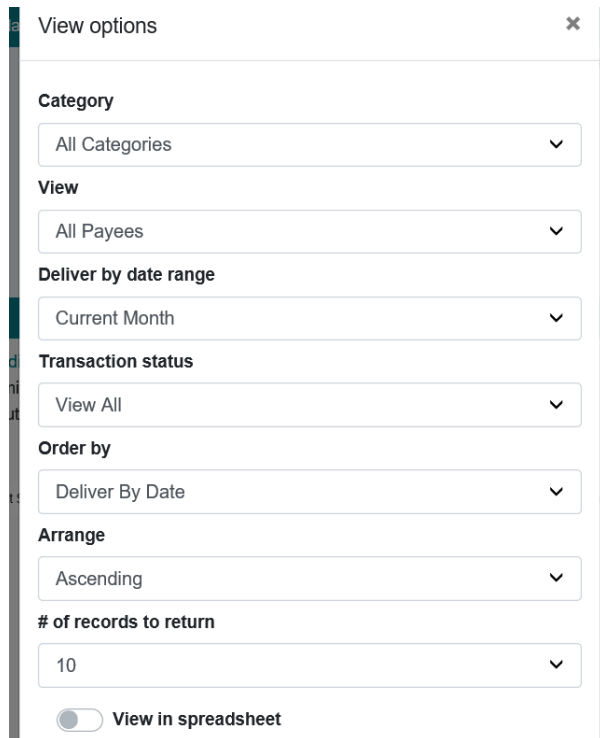 View options
Category
All Categories
View
All Payees
Deliver by date range
Current Month
Transaction status
View All
Order by
Deliver By Date
Arrange
Ascending
# of records to return
10
View in spreadsheet